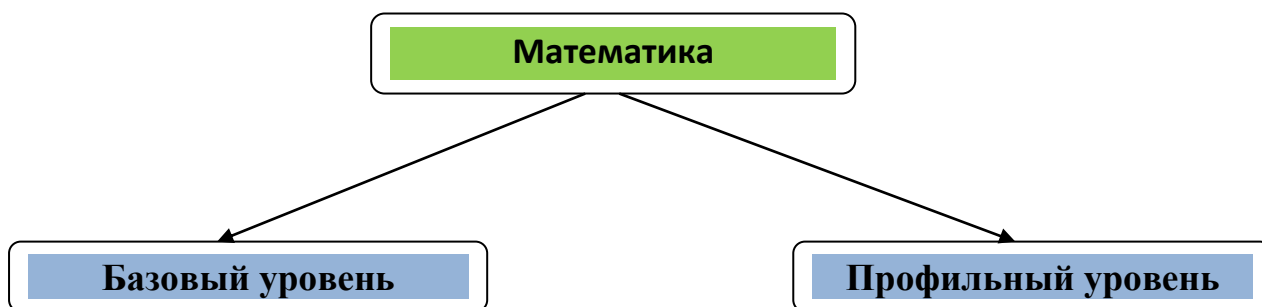 Математика
Базовый уровень
Профильный уровень